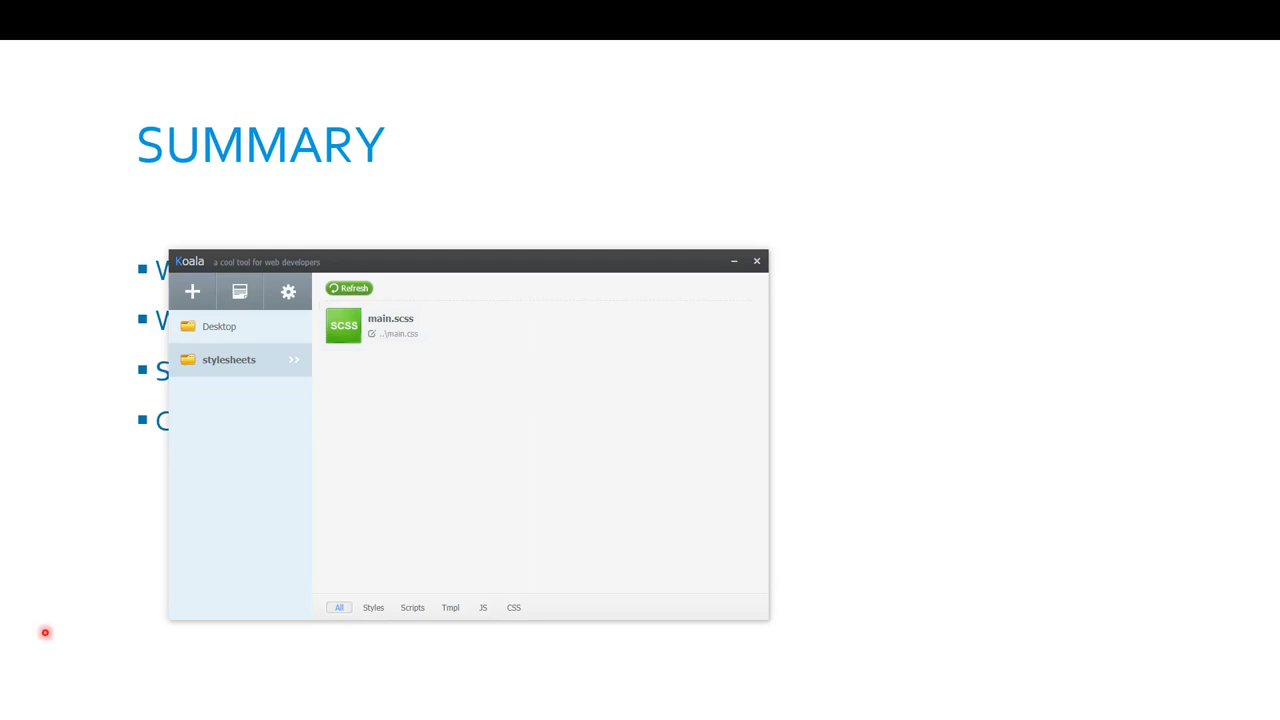 SUMMARY
W
W
S
C
Koala a cool tool for web developers
Refresh
Desktop
stylesheets >>
SCSS
main.scss
..\main.css
All Styles Scripts Tmpl JS CSS